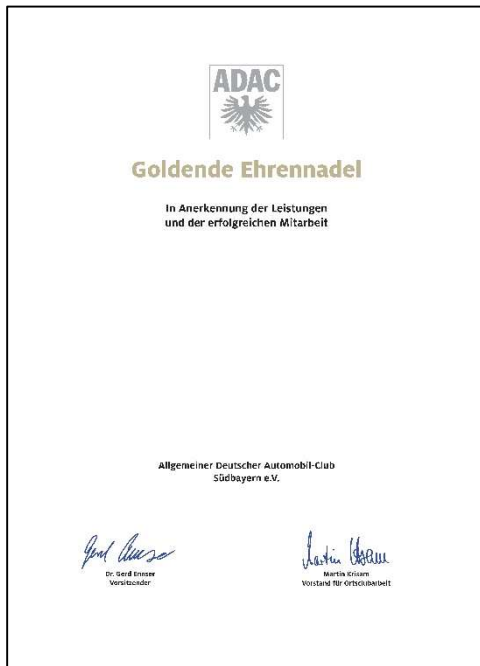 ADAC
Goldende Ehrennadel
In Anerkennung der Leistungen
und der erfolgreichen Mitarbeit
Allgemeiner Deutscher Automobil-Club
Südbayern e.V.
Dr. Gerd Ennser
Vorsitzender
Martin Krisam
Vorstand für Ortsclubarbeit